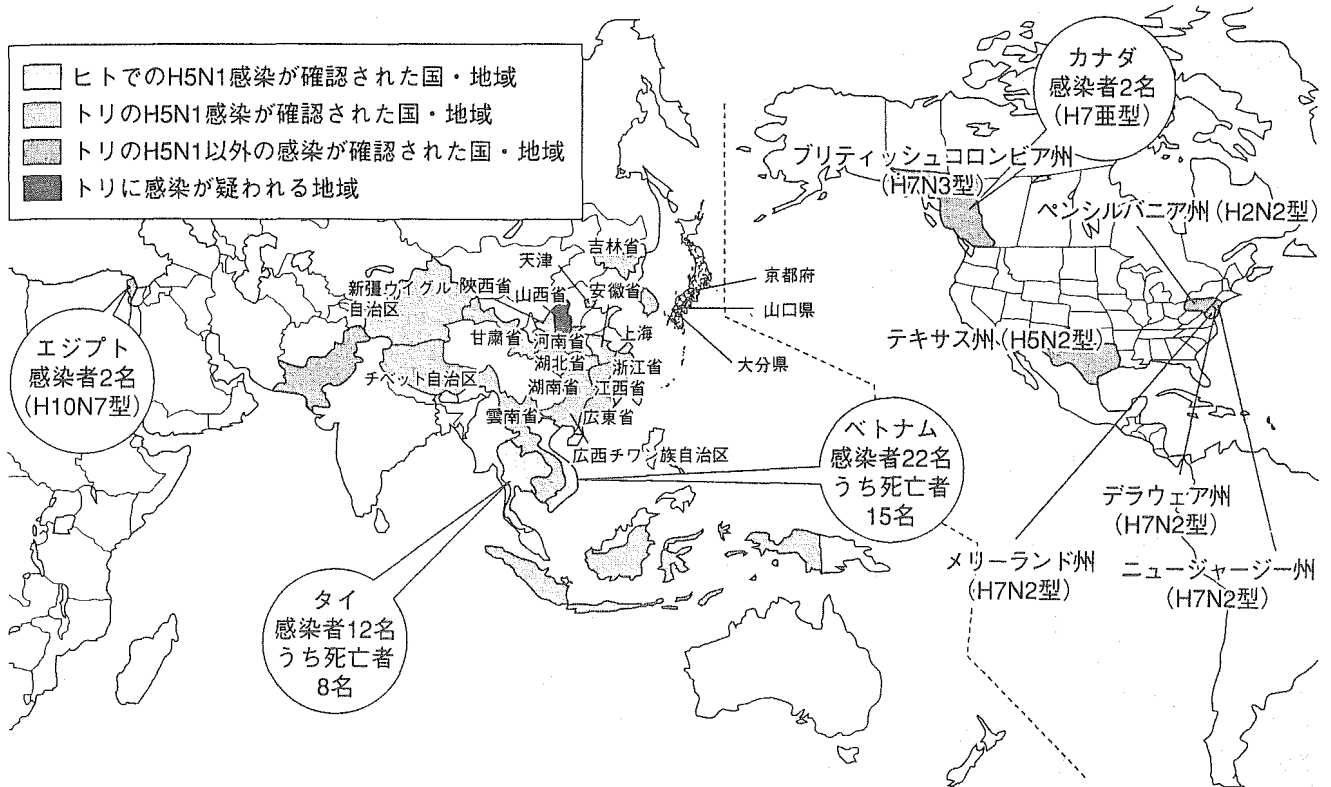 ヒトでのH5N1感染が確認された国・地域
トリのH5N1感染が確認された国・地域
トリのH5N1以外の感染が確認された国・地域
トリに感染が疑われる地域
カナダ
感染者2名
(H7亜型)
ブリティッシュコロンビア州
(H7N3型)
ペンシルバニア州(H2N2型)
テキサス州(H5N2型)
デラウェア州
(H7N2型)
メリーランド州
(H7N2型)
ニュージャージー州
(H7N2型)
吉林省
天津
新彊ウイグル
自治区
陝西省
山西省
安徽省
甘粛省
河南省
上海
湖北省
浙江省
チベット自治区
湖南省
江西省
雲南省
広東省
広西チワン族自治区
京都府
山口県
大分県
エジプト
感染者2名
(H10N7型)
ベトナム
感染者22名
うち死亡者
15名
タイ
感染者12名
うち死亡者
8名